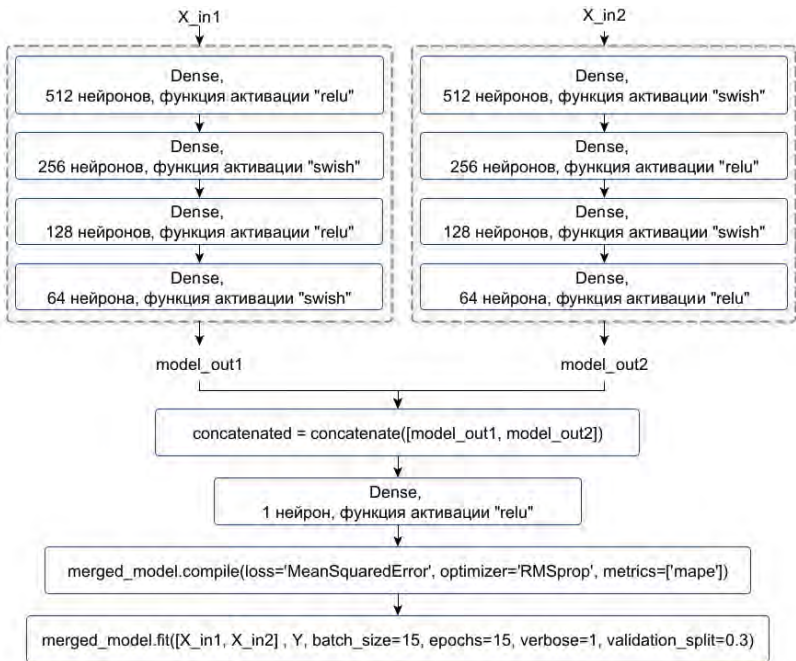 X_in1
Dense,
512 нейронов, функция активации "relu"
Dense,
256 нейронов, функция активации "swish"
Dense,
128 нейронов, функция активации "relu"
Dense,
64 нейрона, функция активации "swish"
model_out1
X_in2
Dense,
512 нейронов, функция активации "swish"
Dense,
256 нейронов, функция активации "relu"
Dense,
128 нейронов, функция активации "swish"
Dense,
64 нейрона, функция активации "relu"
model_out2
concatenated = concatenate([model_out1, model_out2])
Dense,
1 нейрон, функция активации "relu"
merged_model.compile(loss='MeanSquaredError', optimizer='RMSprop', metrics=['mape'])
merged_model.fit([X_in1, X_in2] , Y, batch_size=15, epochs=15, verbose=1, validation_split=0.3)